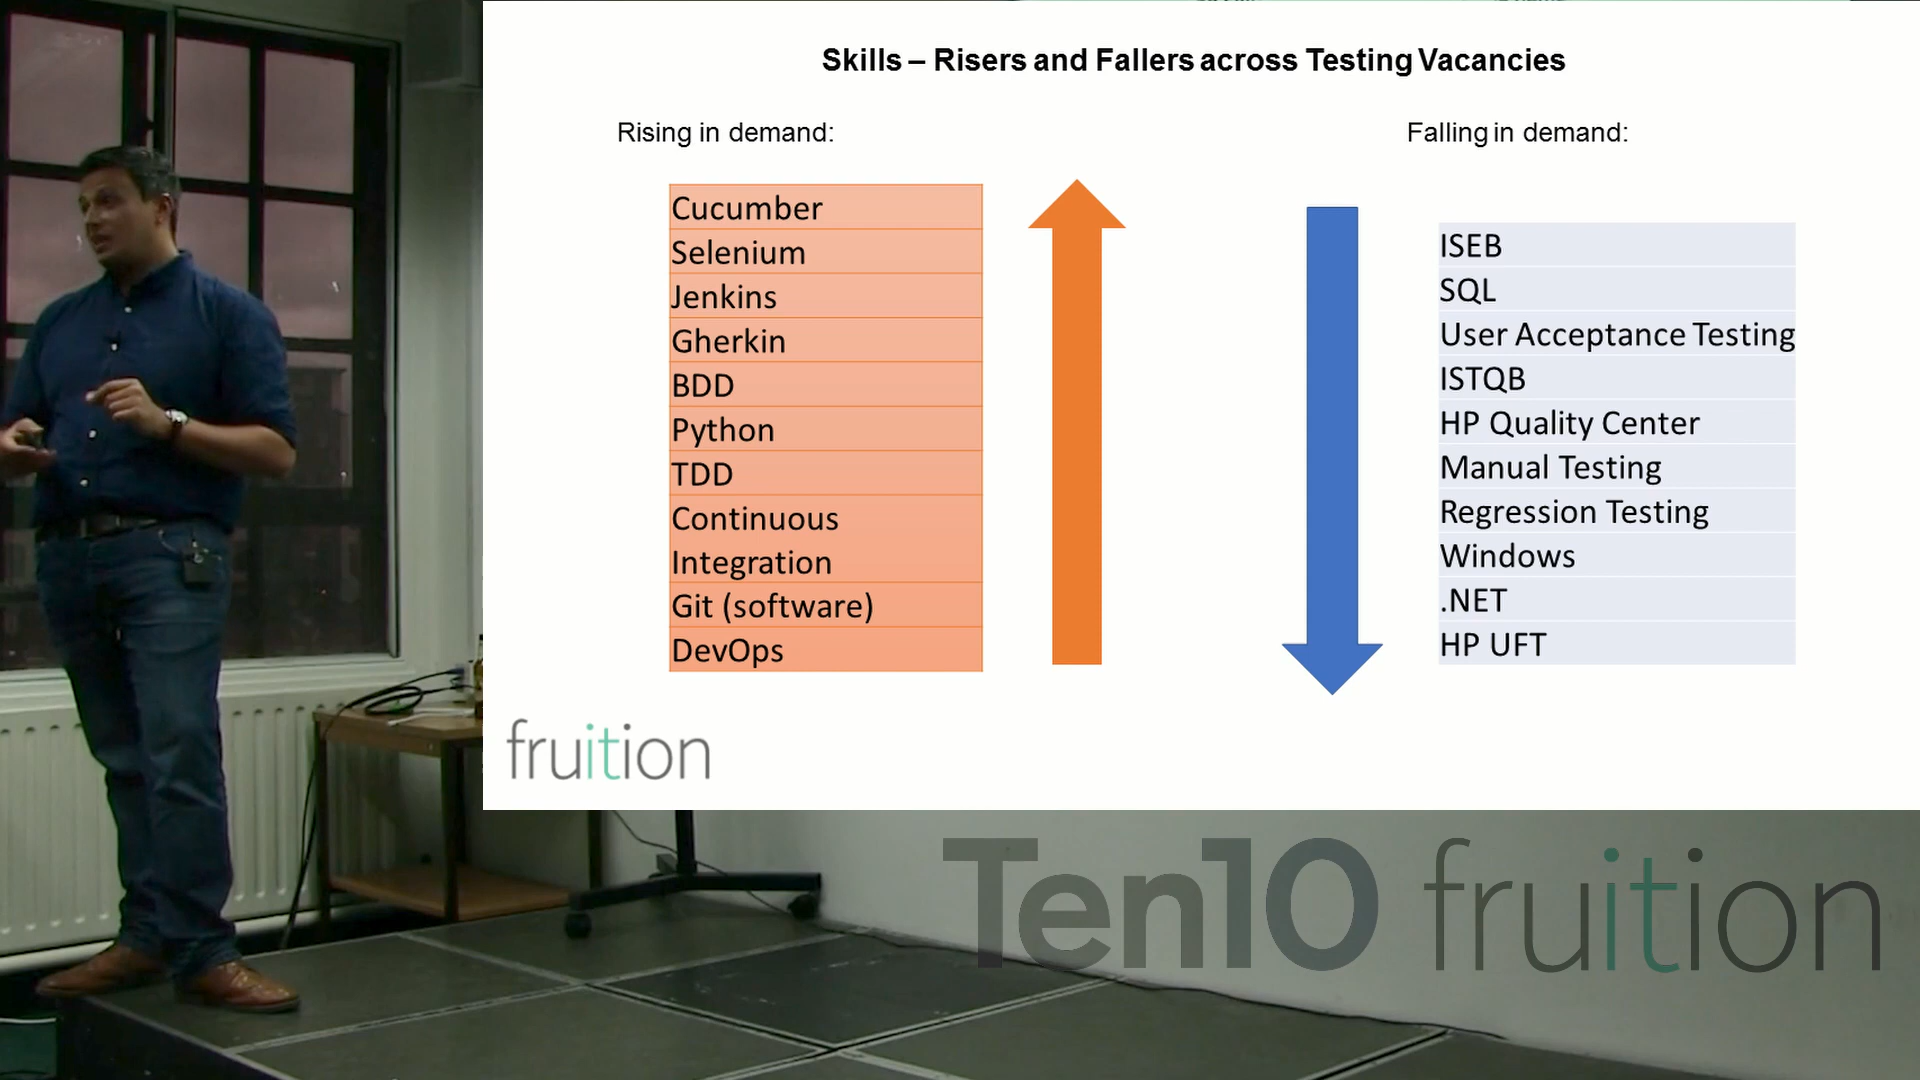 Skills – Risers and Fallers across Testing Vacancies
Rising in demand:
Cucumber
Selenium
Jenkins
Gherkin
BDD
Python
TDD
Continuous
Integration
Git (software)
DevOps
Falling in demand:
ISEB
SQL
User Acceptance Testing
ISTQB
HP Quality Center
Manual Testing
Regression Testing
Windows
.NET
HP UFT
fruition
Ten10 fruition